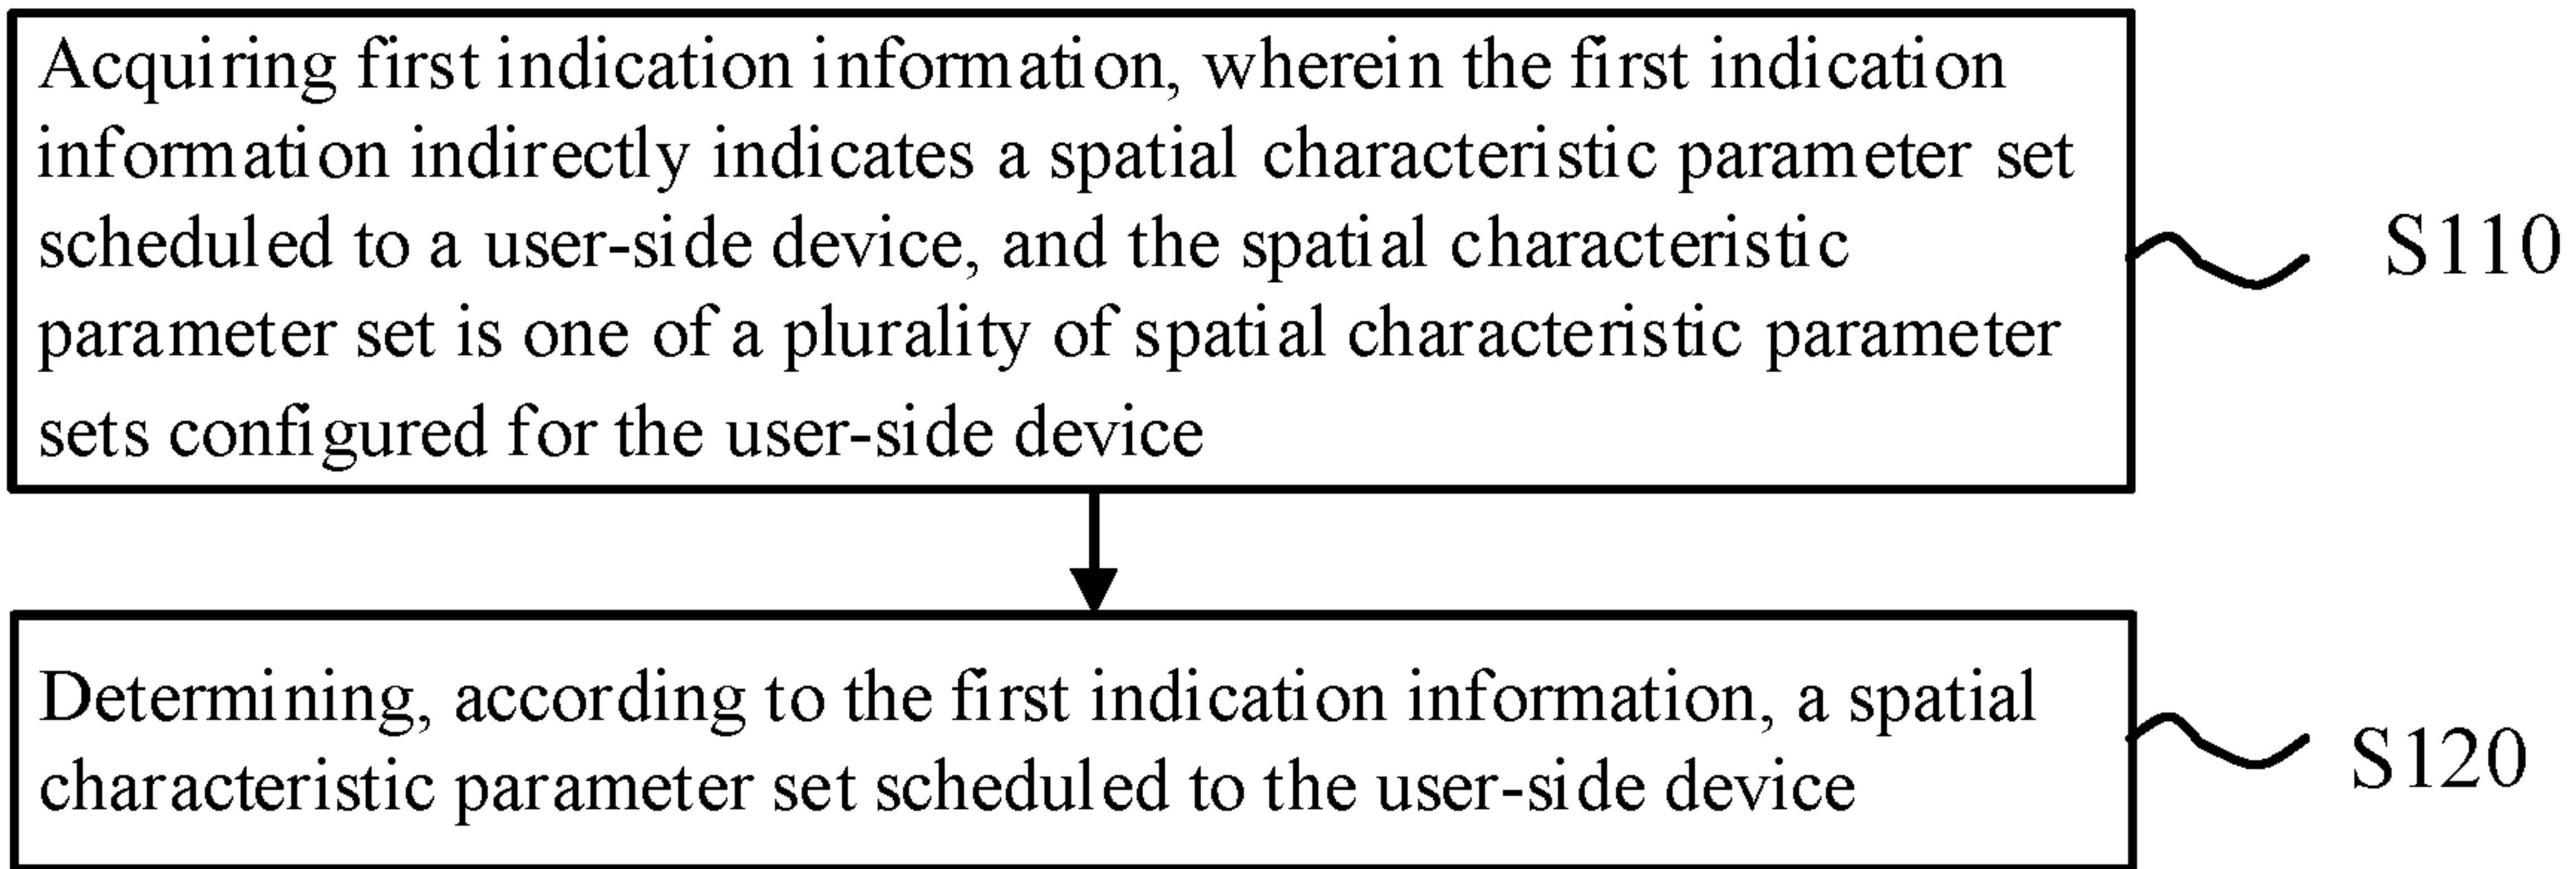 Acquiring first indication information, wherein the first indication
information indirectly indicates a spatial characteristic parameter set
scheduled to a user-side device, and the spatial characteristic
parameter set is one of a plurality of spatial characteristic parameter
sets configured for the user-side device
S110
Determining, according to the first indication information, a spatial
characteristic parameter set scheduled to the user-side device
S120